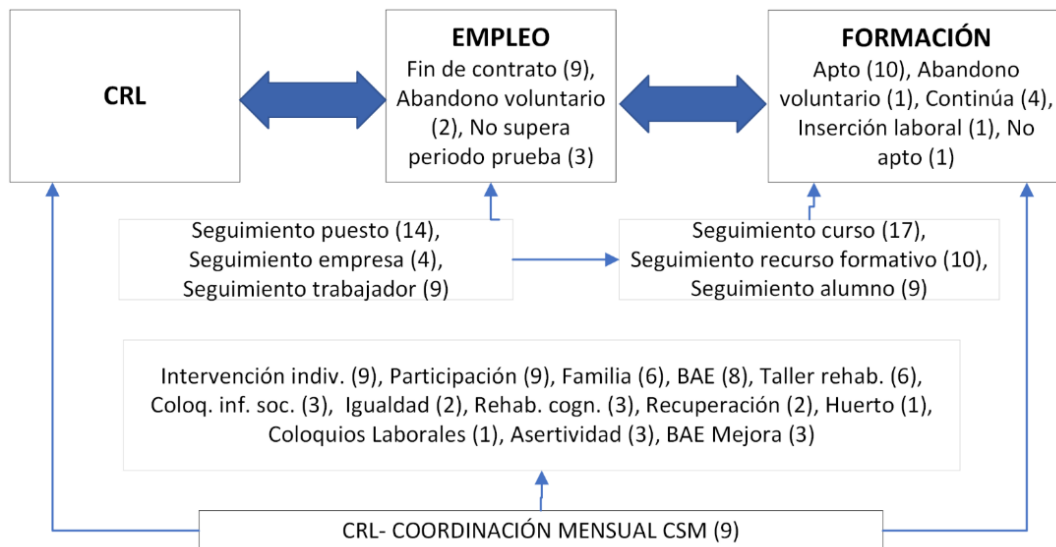 CRL
EMPLEO
Fin de contrato (9),
Abandono voluntario
(2), No supera
periodo prueba (3)
FORMACIÓN
Apto (10), Abandono
voluntario (1), Continúa (4),
Inserción laboral (1), No
apto (1)
Seguimiento puesto (14),
Seguimiento empresa (4),
Seguimiento trabajador (9)
Seguimiento curso (17),
Seguimiento recurso formativo (10),
Seguimiento alumno (9)
Intervención indiv. (9), Participación (9), Familia (6), BAE (8), Taller rehab. (6),
Coloq. inf. soc. (3), Igualdad (2), Rehab. cogn. (3), Recuperación (2), Huerto (1),
Coloquios Laborales (1), Asertividad (3), BAE Mejora (3)
CRL- COORDINACIÓN MENSUAL CSM (9)